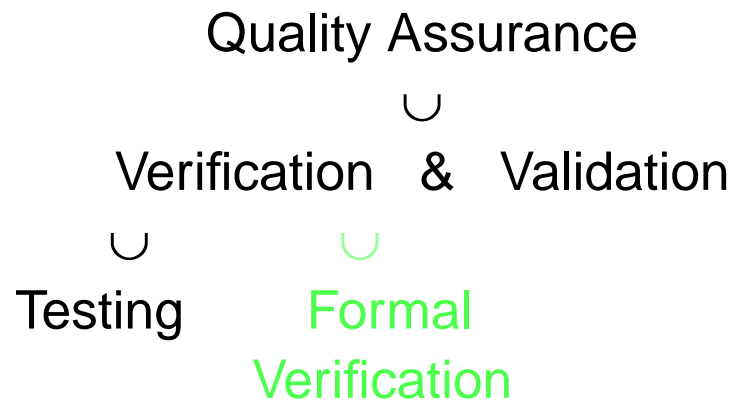 Quality Assurance
∪
Verification & Validation
∪ ∪
Testing Formal
Verification